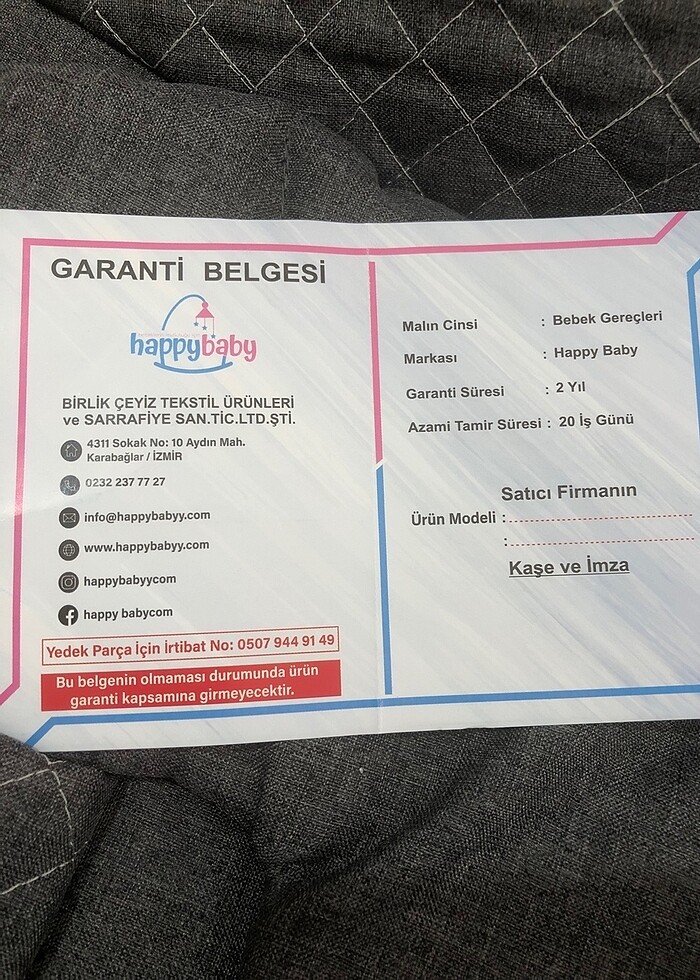 GARANTİ BELGESİ
happybaby
BİRLİK ÇEYİZ TEKSTİL ÜRÜNLERİ
ve SARRAFİYE SAN.TİC.LTD.ŞTİ.
4311 Sokak No: 10 Aydın Mah.
Karabağlar / İZMİR
0232 237 77 27
info@happybabyy.com
www.happybabyy.com
happybabyycom
happy babycom
Yedek Parça İçin İrtibat No: 0507 944 91 49
Bu belgenin olmaması durumunda ürün
garanti kapsamına girmeyecektir.
Malın Cinsi : Bebek Gereçleri
Markası : Happy Baby
Garanti Süresi : 2 Yıl
Azami Tamir Süresi : 20 İş Günü
Satıcı Firmanın
Ürün Modeli :
:
Kaşe ve İmza